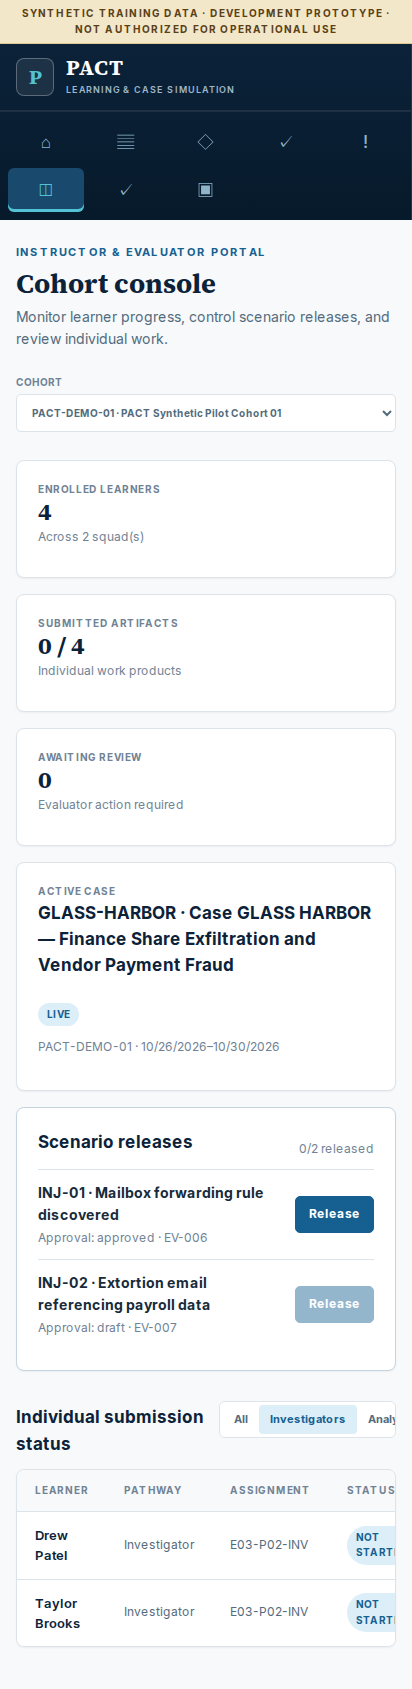 SYNTHETIC TRAINING DATA · DEVELOPMENT PROTOTYPE ·
NOT AUTHORIZED FOR OPERATIONAL USE
P
PACT
LEARNING & CASE SIMULATION
INSTRUCTOR & EVALUATOR PORTAL
Cohort console
Monitor learner progress, control scenario releases, and
review individual work.
COHORT
PACT-DEMO-01 · PACT Synthetic Pilot Cohort 01
ENROLLED LEARNERS
4
Across 2 squad(s)
SUBMITTED ARTIFACTS
0 / 4
Individual work products
AWAITING REVIEW
0
Evaluator action required
ACTIVE CASE
GLASS-HARBOR · Case GLASS HARBOR
— Finance Share Exfiltration and
Vendor Payment Fraud
LIVE
PACT-DEMO-01 · 10/26/2026–10/30/2026
Scenario releases
0/2 released
INJ-01 · Mailbox forwarding rule
discovered
Approval: approved · EV-006
Release
INJ-02 · Extortion email
referencing payroll data
Approval: draft · EV-007
Release
Individual submission
status
All Investigators Analy
LEARNER PATHWAY ASSIGNMENT STATUS
Drew
Patel
Investigator
E03-P02-INV
NOT
START
Taylor
Brooks
Investigator
E03-P02-INV
NOT
START